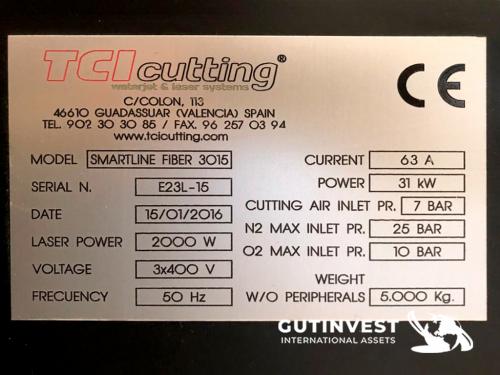 TCI cutting®
waterjet & laser systems
C/COLON, 113
46610 GUADASSUAR (VALENCIA) SPAIN
TEL. 902 30 30 85 / FAX. 96 257 03 94
www.tcicutting.com
CE
MODEL SMARTLINE FIBER 3015
SERIAL N. E23L-15
DATE 15/01/2016
LASER POWER 2000 W
VOLTAGE 3x400 V
FRECUENCY 50 Hz
CURRENT 63 A
POWER 31 kW
CUTTING AIR INLET PR. 7 BAR
N2 MAX INLET PR. 25 BAR
O2 MAX INLET PR. 10 BAR
WEIGHT
W/O PERIPHERALS 5.000 Kg.
GUTINVEST
INTERNATIONAL ASSETS